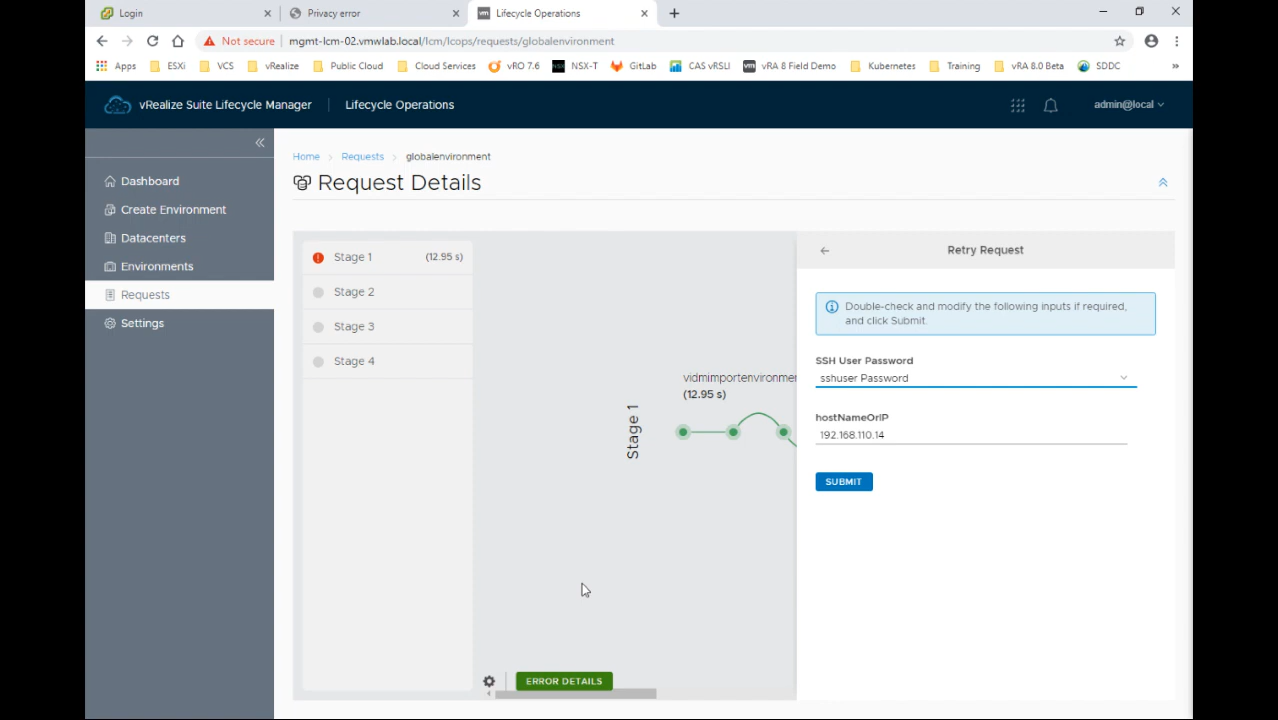 Login
Privacy error
vm Lifecycle Operations
Not secure mgmt-lcm-02.vmwlab.local/lcm/lcops/requests/globalenvironment
Apps ESXi VCS vRealize Public Cloud Cloud Services vRO 7.6 NSX NSX-T GitLab CAS vRSLI vm vRA 8 Field Demo Kubernetes Training vRA 8.0 Beta SDDC »
vRealize Suite Lifecycle Manager Lifecycle Operations admin@local
Dashboard
Create Environment
Datacenters
Environments
Requests
Settings
Home > Requests > globalenvironment
Request Details
Stage 1 (12.95 s)
Stage 2
Stage 3
Stage 4
Stage 1
vidmimportenvironmen
(12.95 s)
ERROR DETAILS
Retry Request
Double-check and modify the following inputs if required,
and click Submit.
SSH User Password
sshuser Password
hostNameOrIP
192.168.110.14
SUBMIT